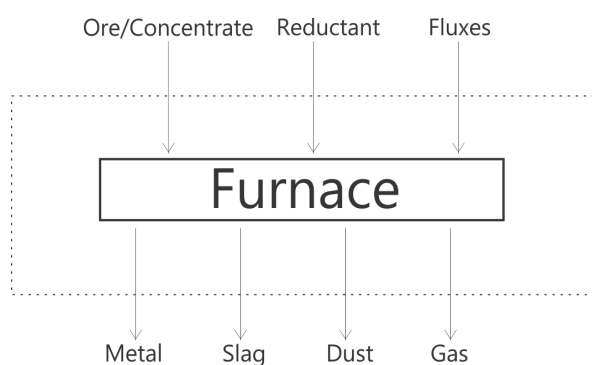 Ore/Concentrate Reductant Fluxes
Furnace
Metal Slag Dust Gas